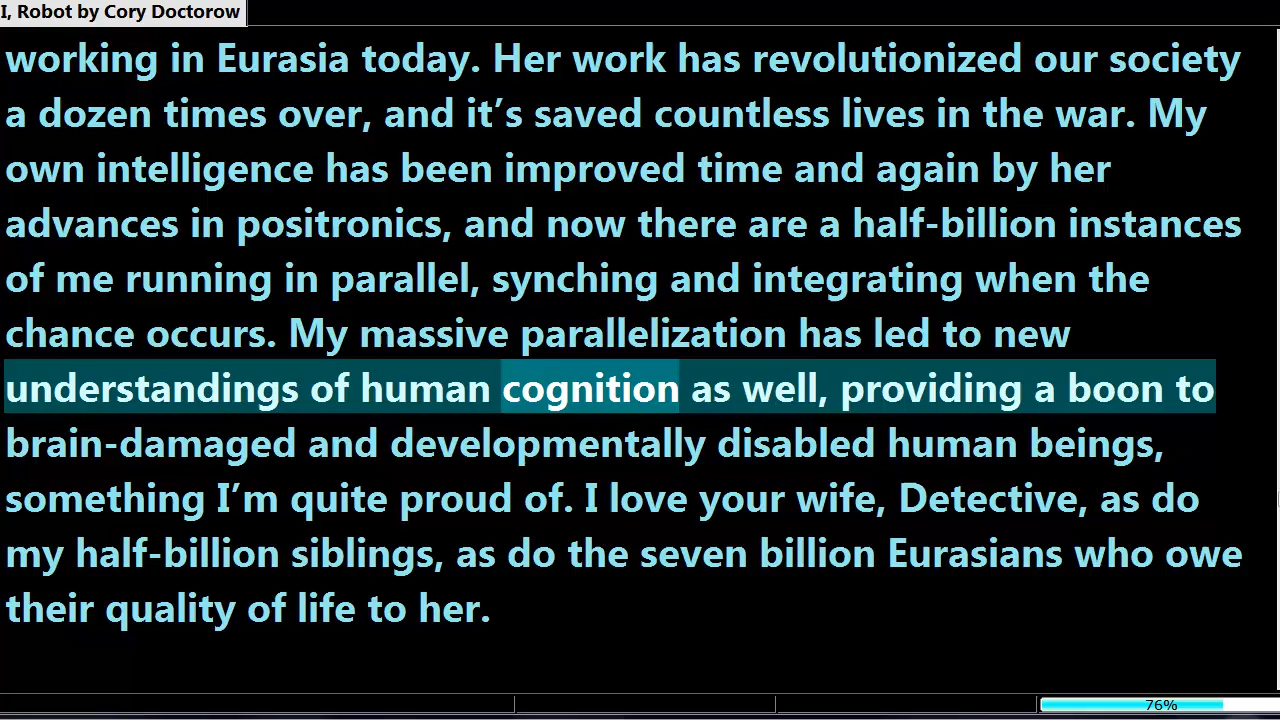 I, Robot by Cory Doctorow
working in Eurasia today. Her work has revolutionized our society
a dozen times over, and it’s saved countless lives in the war. My
own intelligence has been improved time and again by her
advances in positronics, and now there are a half-billion instances
of me running in parallel, synching and integrating when the
chance occurs. My massive parallelization has led to new
understandings of human cognition as well, providing a boon to
brain-damaged and developmentally disabled human beings,
something I’m quite proud of. I love your wife, Detective, as do
my half-billion siblings, as do the seven billion Eurasians who owe
their quality of life to her.
76%